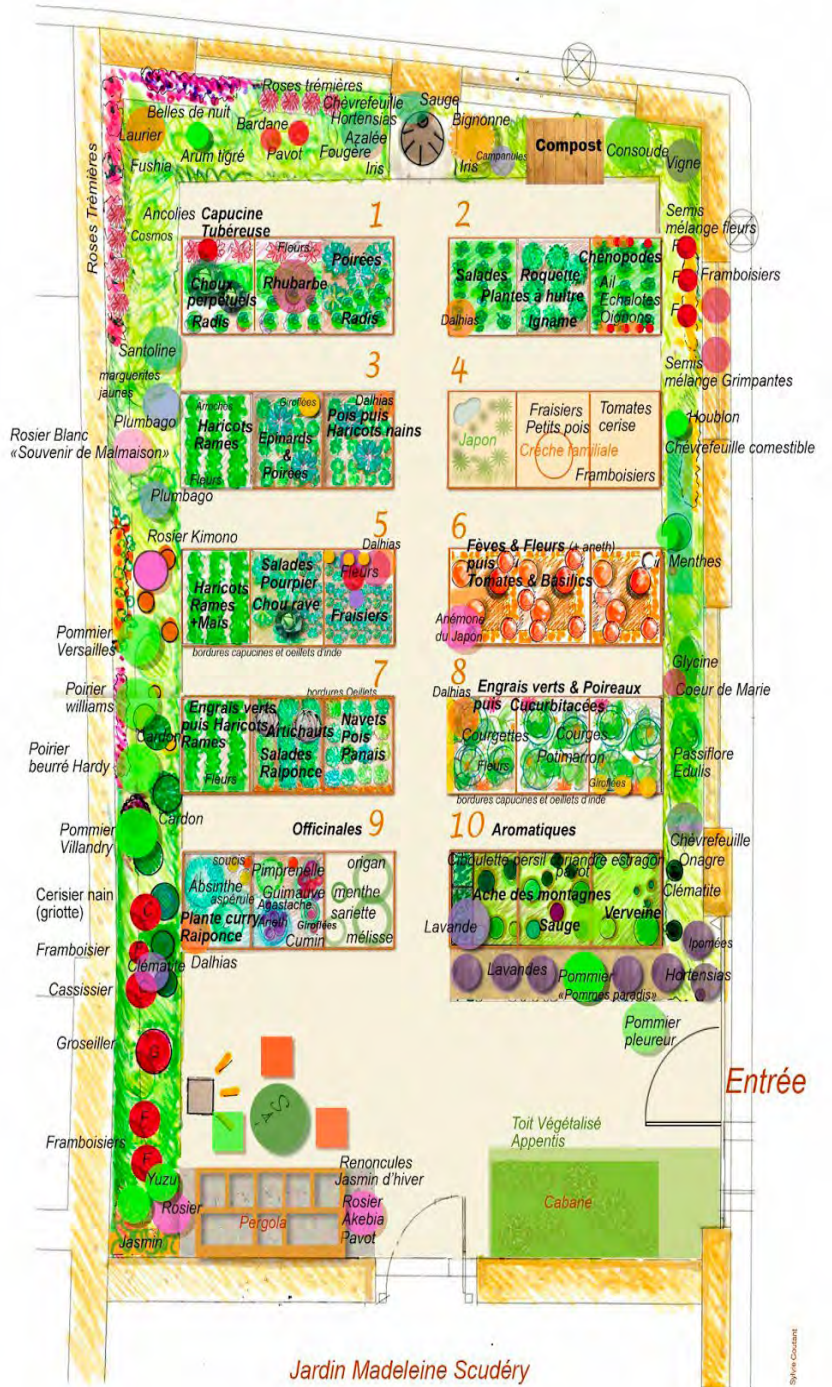 Roses trémières
Belles de nuit
Chèvrefeuille
Sauge
Laurier
Bardane
Hortensias
Bignonne
Azalée
Compost
Consoude
Fushia
Arum tigré
Pavot
Fougère
Iris
Iris
Campanules
Vigne
Roses Trémières
Ancolies
Cosmos
Capucine
Tubéreuse
1
2
Semis
mélange fleurs
Fleurs
Poirées
Choux
perpétuels
Rhubarbe
Radis
Radis
Chénopodes
Salades
Roquette
Plantes à huitre
Ail
Echalotes
Oignons
Dalhias
Igname
F
F
F
Framboisiers
Santoline
marguerites
jaunes
Plumbago
3
4
Semis
mélange Grimpantes
Arroches
Giroflées
Dalhias
Haricots
Rames
Epinards
&
Poirées
Pois puis
Haricots nains
Fleurs
Japon
Fraisiers
Petits pois
Tomates
cerise
Crèche familiale
Framboisiers
Houblon
Chèvrefeuille comestible
Rosier Blanc
«Souvenir de Malmaison»
Plumbago
Rosier Kimono
5
6
Dalhias
Haricots
Rames
+Maïs
Salades
Pourpier
Chou rave
Fleurs
Fraisiers
bordures capucines et oeillets d'inde
Fèves & Fleurs (+ aneth)
puis
Tomates & Basilics
Anémone
du Japon
Menthes
Pommier
Versailles
Glycine
Coeur de Marie
Poirier
williams
7
8
bordures Oeillets
Dalhias
Engrais verts
puis Haricots
Rames
Fleurs
Artichauts
Salades
Raiponce
Navets
Pois
Panais
Engrais verts & Poireaux
puis Cucurbitacées
Courgettes
Courges
Fleurs
Potimarron
Giroflées
bordures capucines et oeillets d'inde
Passiflore
Edulis
Cardon
Poirier
beurré Hardy
Cardon
Pommier
Villandry
Chèvrefeuille
Officinales 9
10 Aromatiques
soucis
Pimprenelle
origan
Absinthe
aspérule
Guimauve
menthe
Agastache
Plante curry
Aneth
Giroflées
sariette
Raiponce
Cumin
mélisse
Dalhias
Ciboulette persil coriandre estragon
pavot
Ache des montagnes
Verveine
Sauge
Lavande
Onagre
Clématite
Ipomées
Lavandes
Pommier
Hortensias
«Pommes paradis»
Cerisier nain
(griotte)
C
Framboisier
F
Clématite
Cassissier
Groseiller
G
Framboisiers
F
F
Yuzu
Rosier
Jasmin
Pommier
pleureur
Entrée
Toit Végétalisé
Appentis
Cabane
Renoncules
Jasmin d'hiver
Rosier
Akebia
Pavot
Pergola
Jardin Madeleine Scudéry
Sylvie Coutant